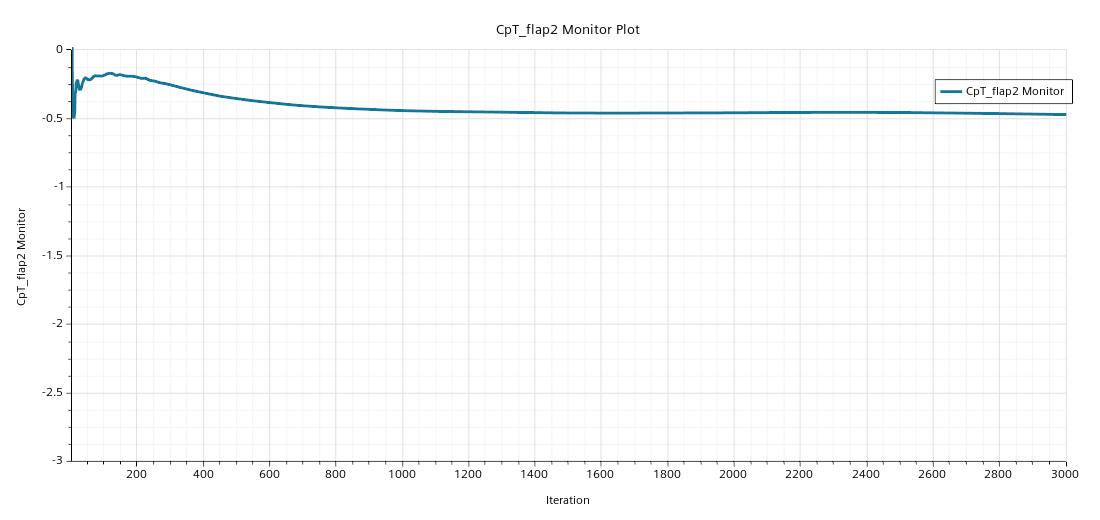 CpT_flap2 Monitor Plot
0
-0.5
-1
-1.5
-2
-2.5
-3
CpT_flap2 Monitor
CpT_flap2 Monitor
200 400 600 800 1000 1200 1400 1600 1800 2000 2200 2400 2600 2800 3000
Iteration